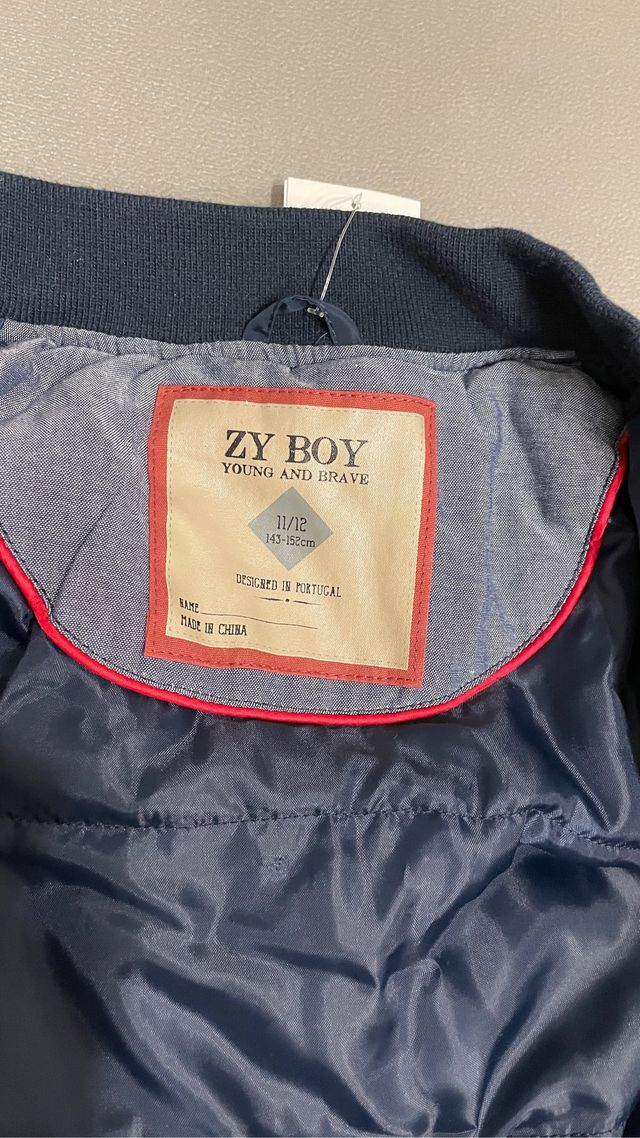 ZY BOY
YOUNG AND BRAVE
11/12
143-152cm
DESIGNED IN PORTUGAL
NAME
MADE IN CHINA